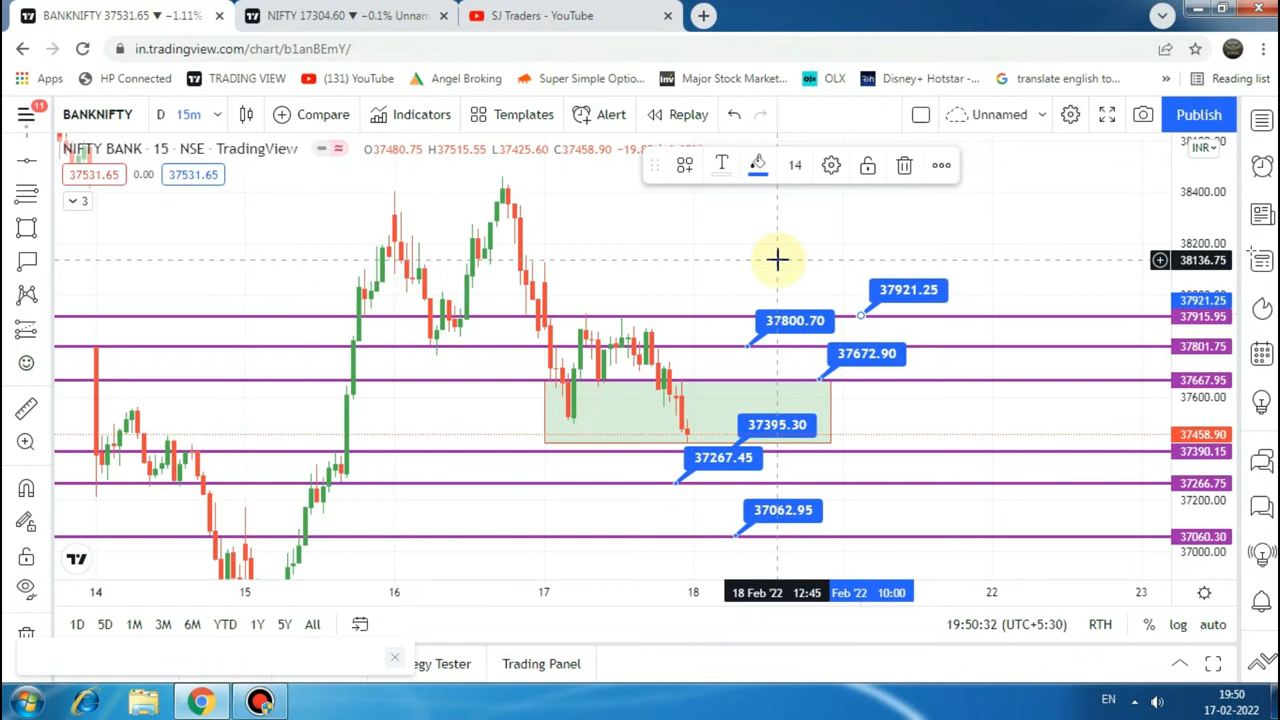 BANKNIFTY 37531.65 ▼ −1.11%
NIFTY 17304.60 ▼ −0.1% Unnam
SJ Traders - YouTube
in.tradingview.com/chart/b1anBEmY/
Apps
HP Connected
TRADING VIEW
(131) YouTube
Angel Broking
Super Simple Optio...
Major Stock Market...
OLX
Disney+ Hotstar -...
translate english to...
»
Reading list
11
BANKNIFTY
D
15m
Compare
Indicators
Templates
Alert
Replay
Unnamed
Publish
NIFTY BANK · 15 · NSE · TradingView
O37480.75 H37515.55 L37425.60 C37458.90
INR
37531.65
0.00
37531.65
14
3
38400.00
38200.00
38136.75
37921.25
37921.25
37915.95
37800.70
37801.75
37672.90
37667.95
37600.00
37395.30
37458.90
37390.15
37267.45
37266.75
37200.00
37062.95
37060.30
37000.00
14
15
16
17
18
18 Feb '22 12:45
Feb '22 10:00
22
23
1D
5D
1M
3M
6M
YTD
1Y
5Y
All
19:50:32 (UTC+5:30)
RTH
%
log
auto
egy Tester
Trading Panel
EN
19:50
17-02-2022